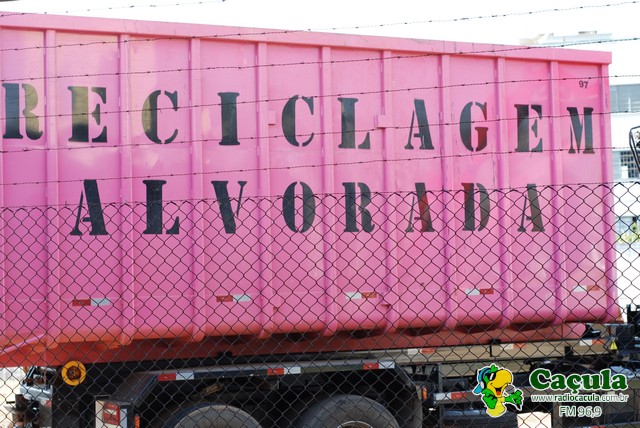 97
RECICLAGEM
ALVORADA
Caçula
www.radiocacula.com.br
FM 96,9